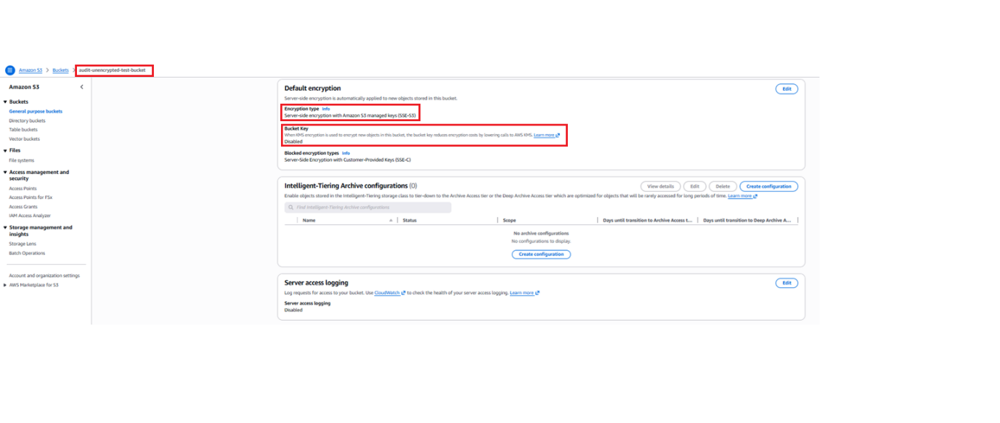 Amazon S3 > Buckets > audit-unencrypted-test-bucket
Amazon S3
Buckets
General purpose buckets
Directory buckets
Table buckets
Vector buckets
Files
File systems
Access management and
security
Access Points
Access Points for FSx
Access Grants
IAM Access Analyzer
Storage management and
insights
Storage Lens
Batch Operations
Account and organization settings
AWS Marketplace for S3
Default encryption
Edit
Server-side encryption is automatically applied to new objects stored in this bucket.
Encryption type Info
Server-side encryption with Amazon S3 managed keys (SSE-S3)
Bucket Key
When KMS encryption is used to encrypt new objects in this bucket, the bucket key reduces encryption costs by lowering calls to AWS KMS. Learn more
Disabled
Blocked encryption types Info
Server-Side Encryption with Customer-Provided Keys (SSE-C)
Intelligent-Tiering Archive configurations (0)
View details Edit Delete Create configuration
Enable objects stored in the Intelligent-Tiering storage class to tier-down to the Archive Access tier or the Deep Archive Access tier which are optimized for objects that will be rarely accessed for long periods of time. Learn more
Find Intelligent-Tiering Archive configurations
Name Status Scope Days until transition to Archive Access t... Days until transition to Deep Archive A...
No archive configurations
No configurations to display.
Create configuration
Server access logging
Edit
Log requests for access to your bucket. Use CloudWatch to check the health of your server access logging. Learn more
Server access logging
Disabled